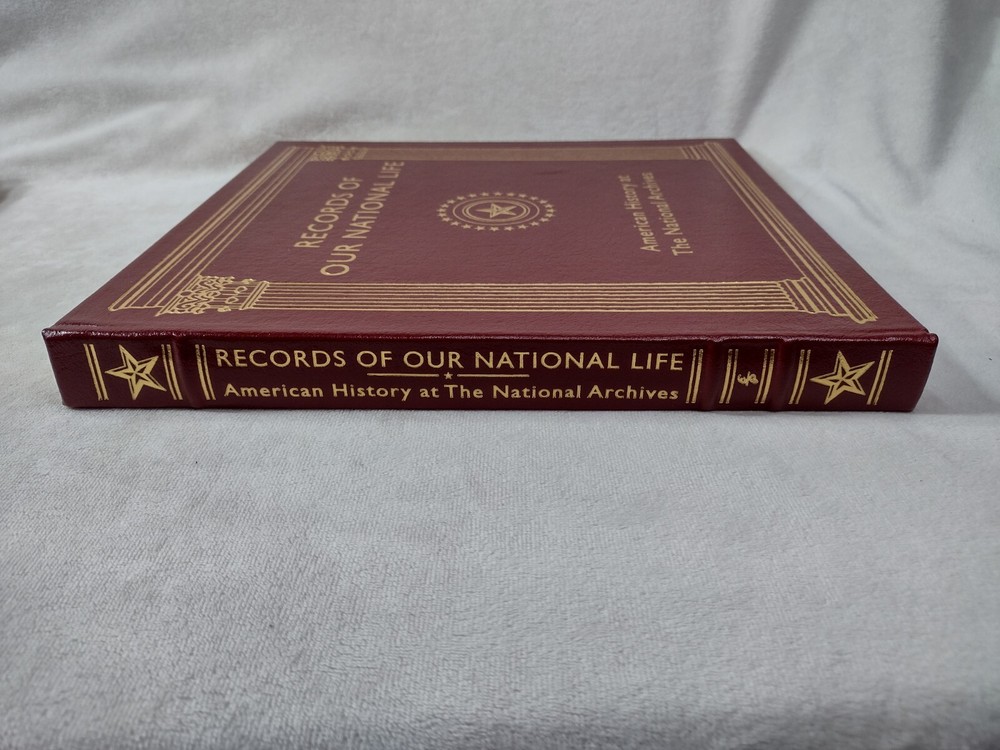 RECORDS OF
OUR NATIONAL LIFE
American History at
The National Archives
RECORDS OF OUR NATIONAL LIFE
American History at The National Archives